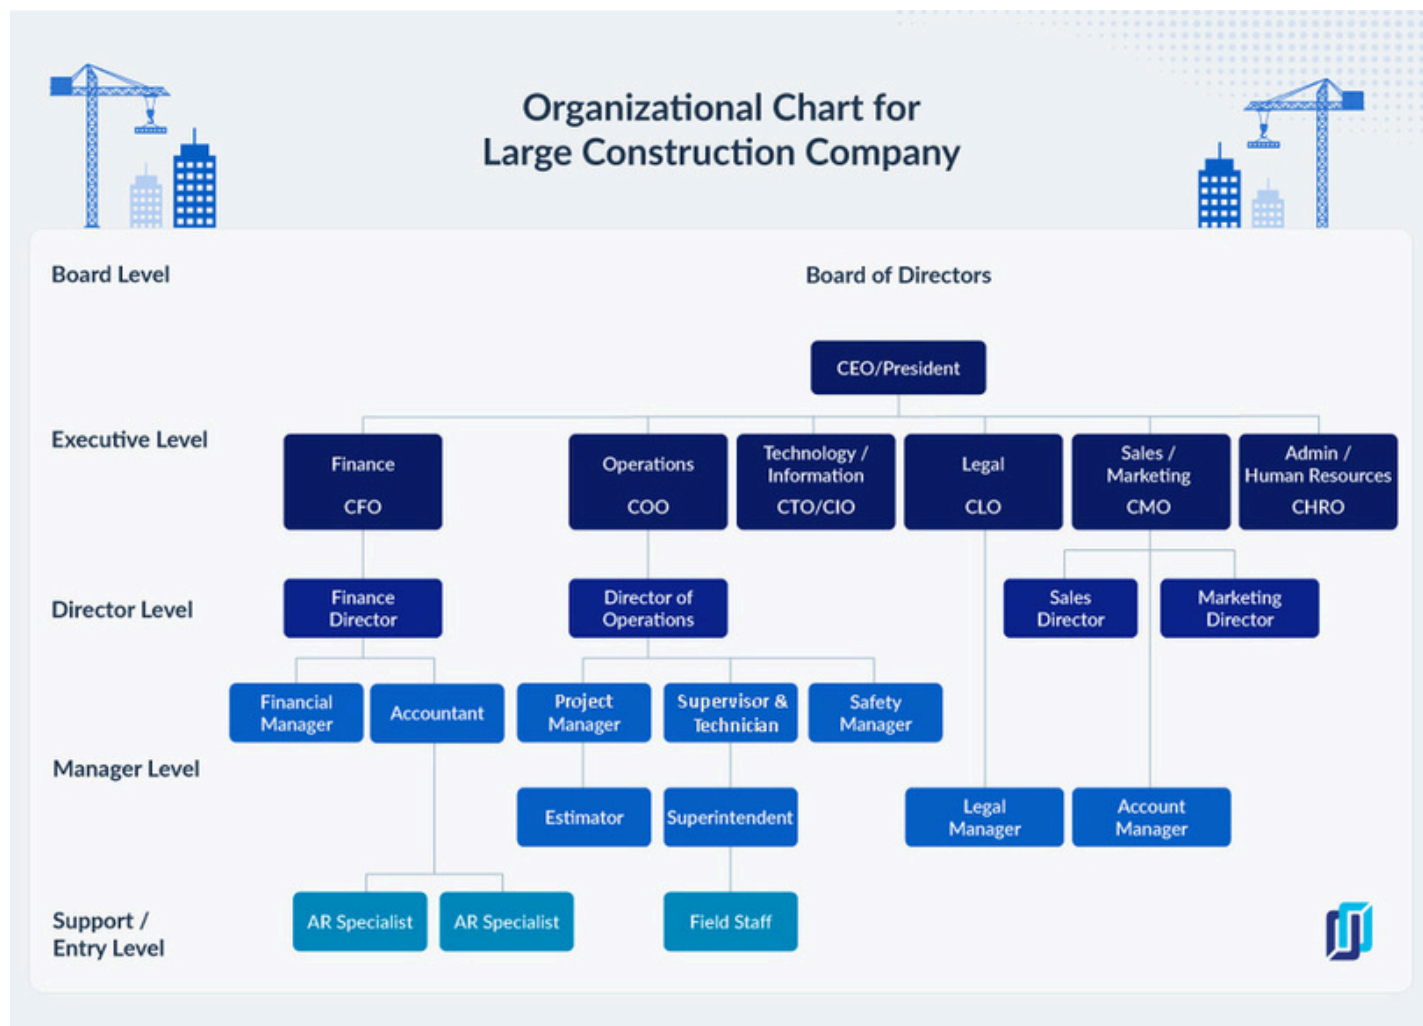 Organizational Chart for
Large Construction Company
Board Level
Board of Directors
CEO/President
Executive Level
Finance
CFO
Operations
COO
Technology /
Information
CTO/CIO
Legal
CLO
Sales /
Marketing
CMO
Admin /
Human Resources
CHRO
Director Level
Finance
Director
Director of
Operations
Sales
Director
Marketing
Director
Financial
Manager
Accountant
Project
Manager
Supervisor &
Technician
Safety
Manager
Manager Level
Estimator
Superintendent
Legal
Manager
Account
Manager
Support /
Entry Level
AR Specialist
AR Specialist
Field Staff